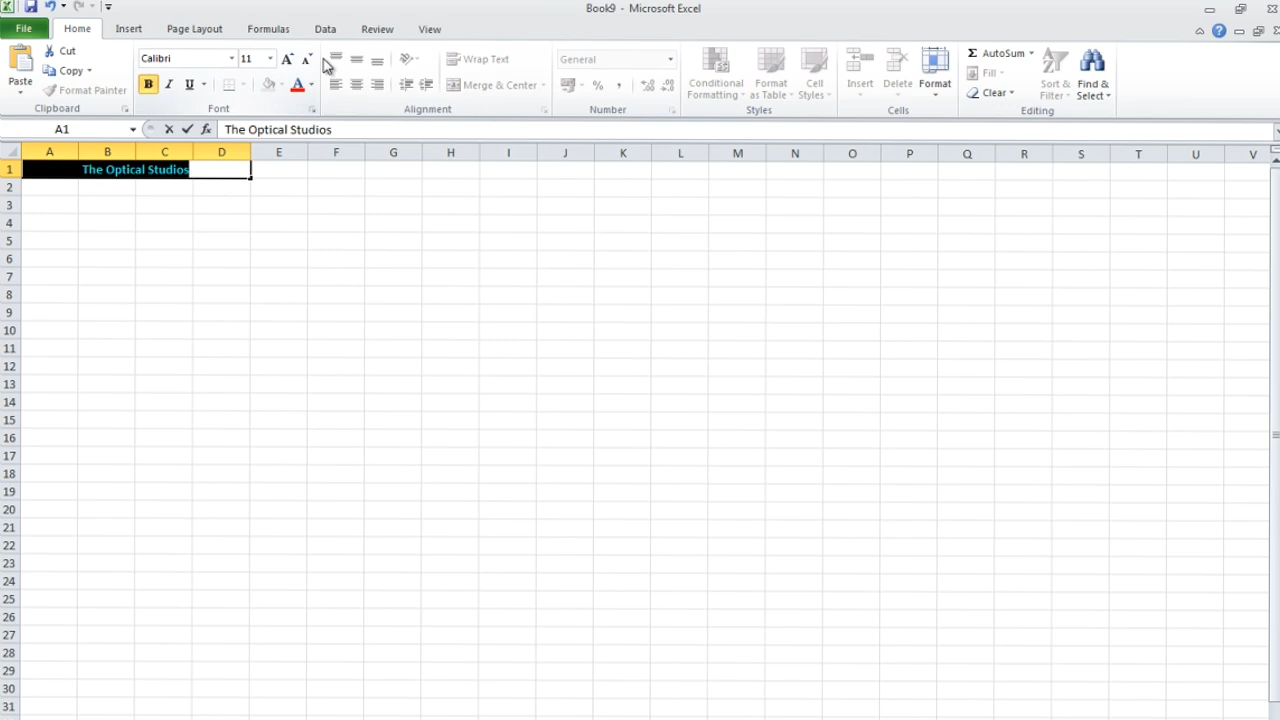 Book9 - Microsoft Excel
File Home Insert Page Layout Formulas Data Review View
Cut
Calibri 11 A A
Wrap Text
General
Σ AutoSum
Paste
Copy
Format Painter
B I U A
Merge & Center
% ,
Conditional Formatting
Format as Table
Cell Styles
Insert
Delete
Format
Fill
Clear
Sort & Filter
Find & Select
Clipboard Font Alignment Number Styles Cells Editing
A1 fx The Optical Studios
A B C D E F G H I J K L M N O P Q R S T U V
1 The Optical Studios
2
3
4
5
6
7
8
9
10
11
12
13
14
15
16
17
18
19
20
21
22
23
24
25
26
27
28
29
30
31